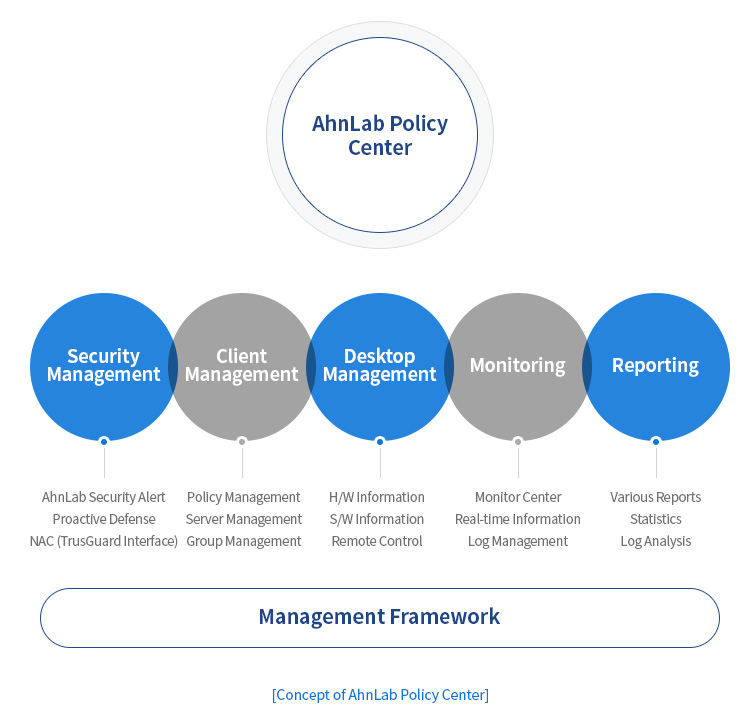 AhnLab Policy
Center
Security
Management
Client
Management
Desktop
Management
Monitoring
Reporting
AhnLab Security Alert
Proactive Defense
NAC (TrusGuard Interface)
Policy Management
Server Management
Group Management
H/W Information
S/W Information
Remote Control
Monitor Center
Real-time Information
Log Management
Various Reports
Statistics
Log Analysis
Management Framework
[Concept of AhnLab Policy Center]